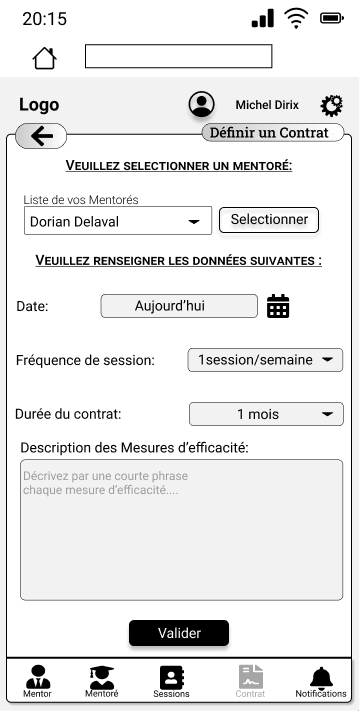 20:15
Logo
Michel Dirix
Définir un Contrat
VEUILLEZ SELECTIONNER UN MENTORÉ:
Liste de vos Mentorés
Dorian Delaval
Selectionner
VEUILLEZ RENSEIGNER LES DONNÉES SUIVANTES :
Date:
Aujourd’hui
Fréquence de session:
1session/semaine
Durée du contrat:
1 mois
Description des Mesures d’efficacité:
Décrivez par une courte phrase
chaque mesure d’efficacité....
Valider
Mentor
Mentoré
Sessions
Contrat
Notifications